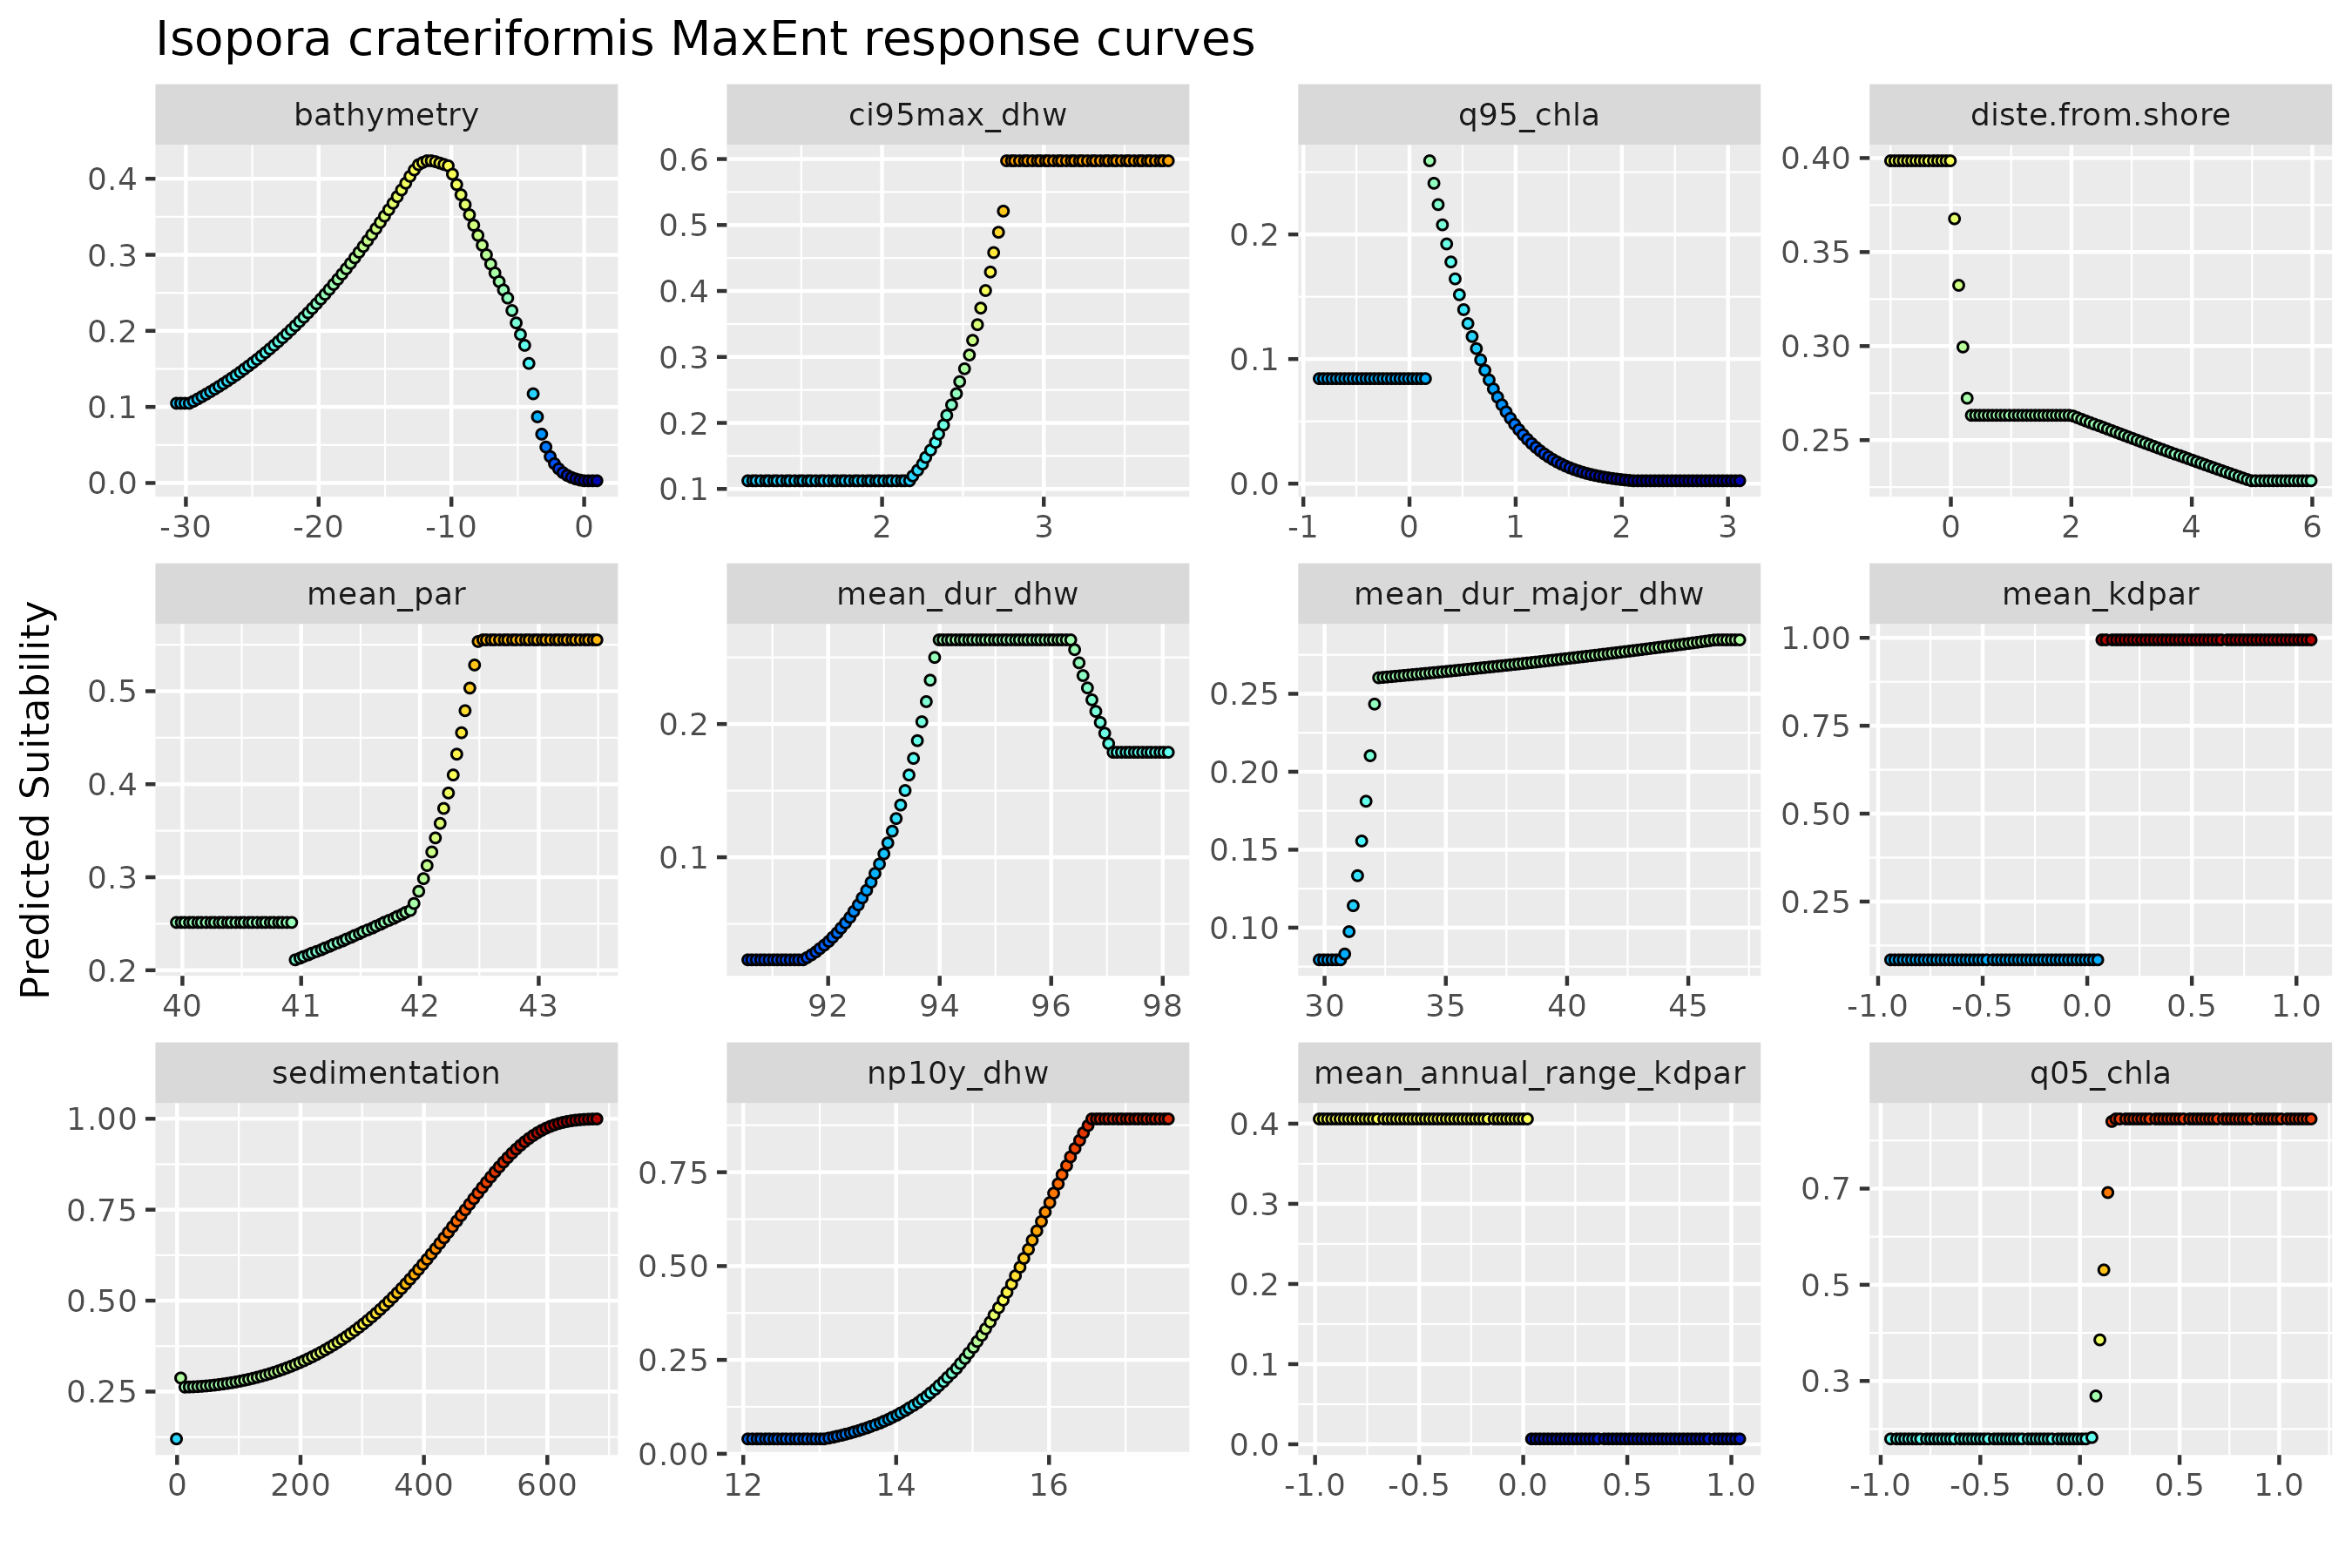 Isopora crateriformis MaxEnt response curves
bathymetry ci95max_dhw q95_chla diste.from.shore
0.4 0.3 0.2 0.1 0.0
-30 -20 -10 0
0.6 0.5 0.4 0.3 0.2 0.1
2 3
0.2 0.1 0.0
-1 0 1 2 3
0.40 0.35 0.30 0.25
0 2 4 6
Predicted Suitability
mean_par mean_dur_dhw mean_dur_major_dhw mean_kdpar
0.5 0.4 0.3 0.2
40 41 42 43
0.2 0.1
92 94 96 98
0.25 0.20 0.15 0.10
30 35 40 45
1.00 0.75 0.50 0.25
-1.0 -0.5 0.0 0.5 1.0
sedimentation np10y_dhw mean_annual_range_kdpar q05_chla
1.00 0.75 0.50 0.25
0 200 400 600
0.75 0.50 0.25 0.00
12 14 16
0.4 0.3 0.2 0.1 0.0
-1.0 -0.5 0.0 0.5 1.0
0.7 0.5 0.3
-1.0 -0.5 0.0 0.5 1.0